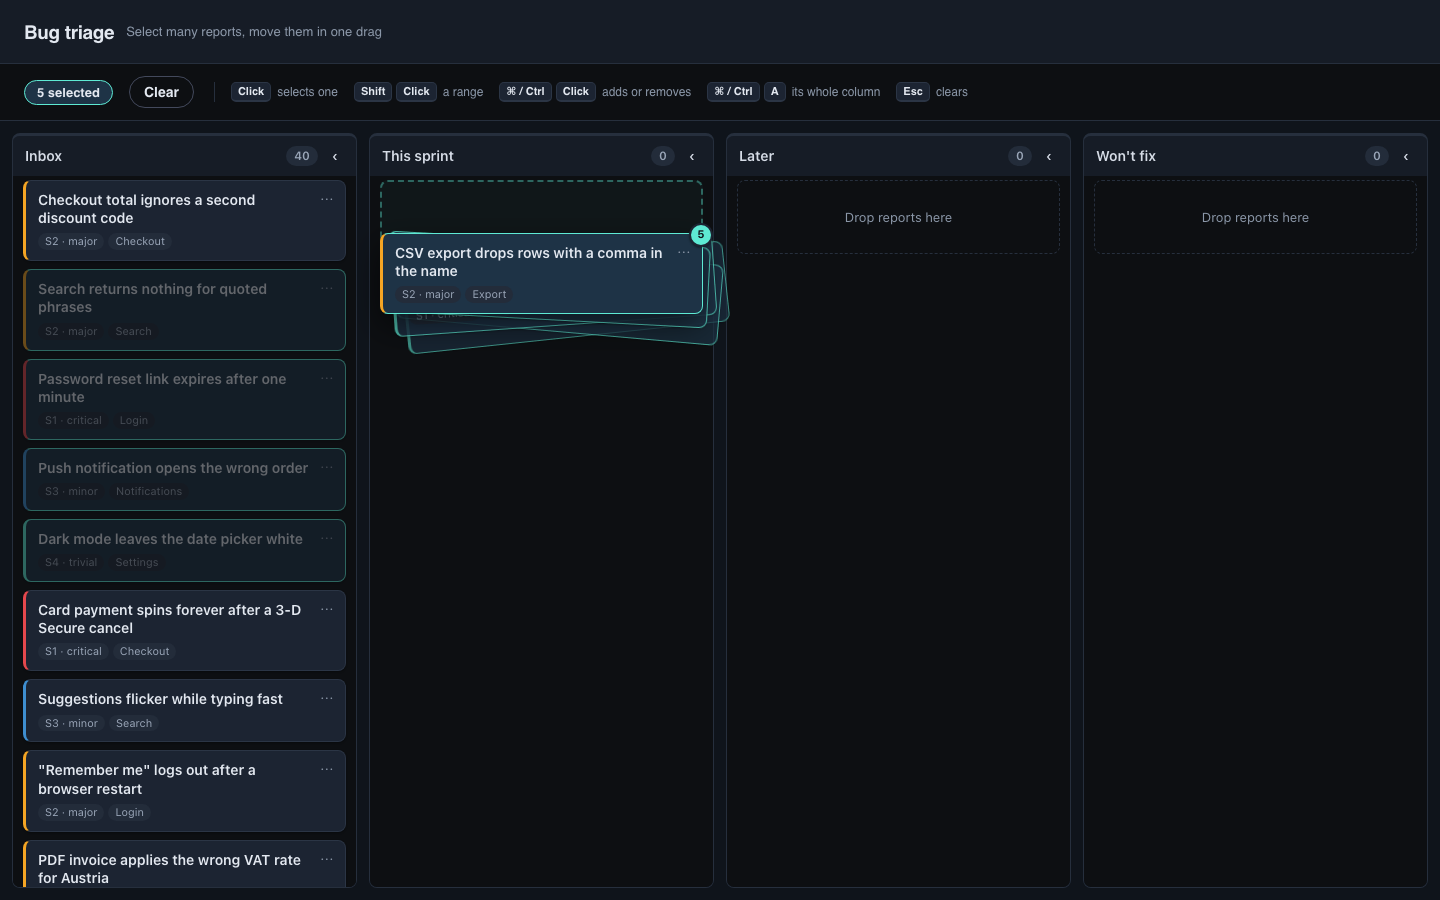 Bug triage
Select many reports, move them in one drag
5 selected
Clear
Click selects one
Shift Click a range
⌘ / Ctrl Click adds or removes
⌘ / Ctrl A its whole column
Esc clears
Inbox
40
Checkout total ignores a second
discount code
S2 · major
Checkout
Search returns nothing for quoted
phrases
S2 · major
Search
Password reset link expires after one
minute
S1 · critical
Login
Push notification opens the wrong order
S3 · minor
Notifications
Dark mode leaves the date picker white
S4 · trivial
Settings
Card payment spins forever after a 3-D
Secure cancel
S1 · critical
Checkout
Suggestions flicker while typing fast
S3 · minor
Search
"Remember me" logs out after a
browser restart
S2 · major
Login
PDF invoice applies the wrong VAT rate
for Austria
This sprint
0
5
CSV export drops rows with a comma in
the name
S2 · major
Export
Later
0
Drop reports here
Won't fix
0
Drop reports here